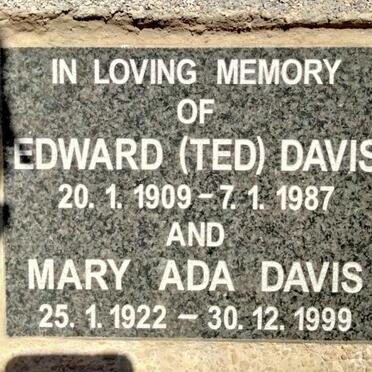 IN LOVING MEMORY
OF
EDWARD (TED) DAVIS
20. 1. 1909 – 7. 1. 1987
AND
MARY ADA DAVIS
25. 1. 1922 ~ 30. 12. 1999